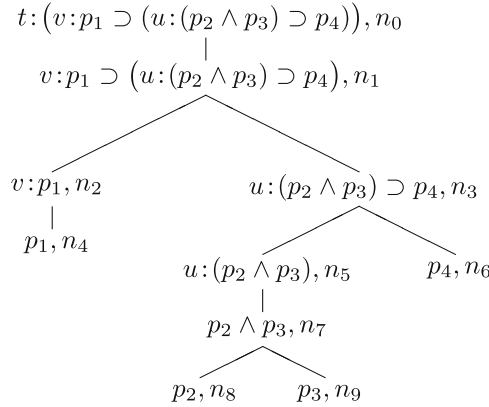 t:(v:p₁ ⊃ (u:(p₂ ∧ p₃) ⊃ p₄)), n₀
v:p₁ ⊃ (u:(p₂ ∧ p₃) ⊃ p₄), n₁
v:p₁, n₂ u:(p₂ ∧ p₃) ⊃ p₄, n₃
p₁, n₄
u:(p₂ ∧ p₃), n₅ p₄, n₆
p₂ ∧ p₃, n₇
p₂, n₈ p₃, n₉